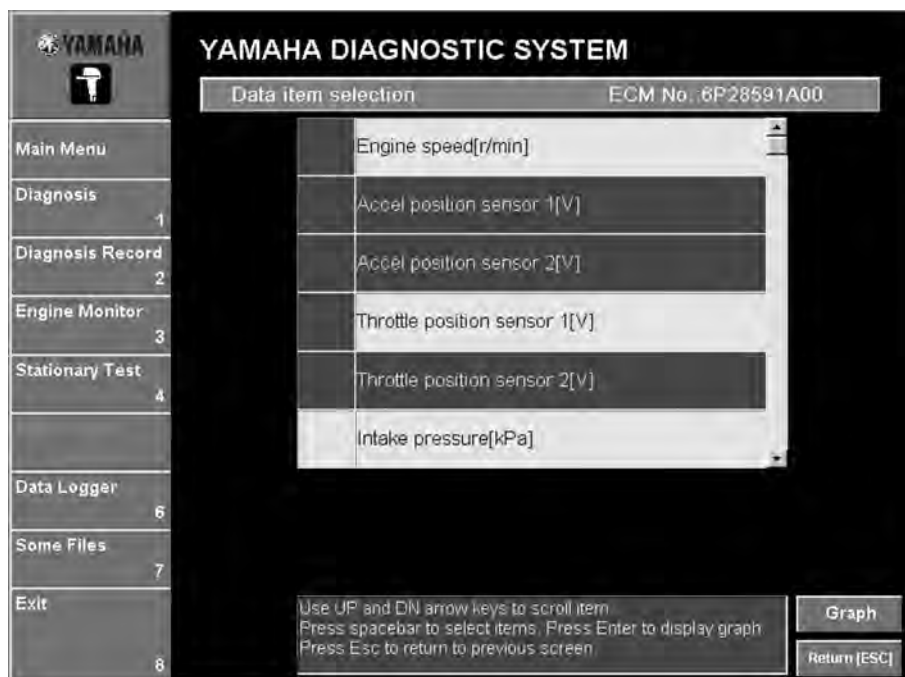 YAMAHA
YAMAHA DIAGNOSTIC SYSTEM
Data item selection ECM No.:6P28591A00
Main Menu
Diagnosis
1
Diagnosis Record
2
Engine Monitor
3
Stationary Test
4
Data Logger
6
Some Files
7
Exit
8
Engine speed[r/min]
Accel position sensor 1[V]
Accel position sensor 2[V]
Throttle position sensor 1[V]
Throttle position sensor 2[V]
Intake pressure[kPa]
Use UP and DN arrow keys to scroll item
Press spacebar to select items. Press Enter to display graph
Press Esc to return to previous screen
Graph
Return [ESC]